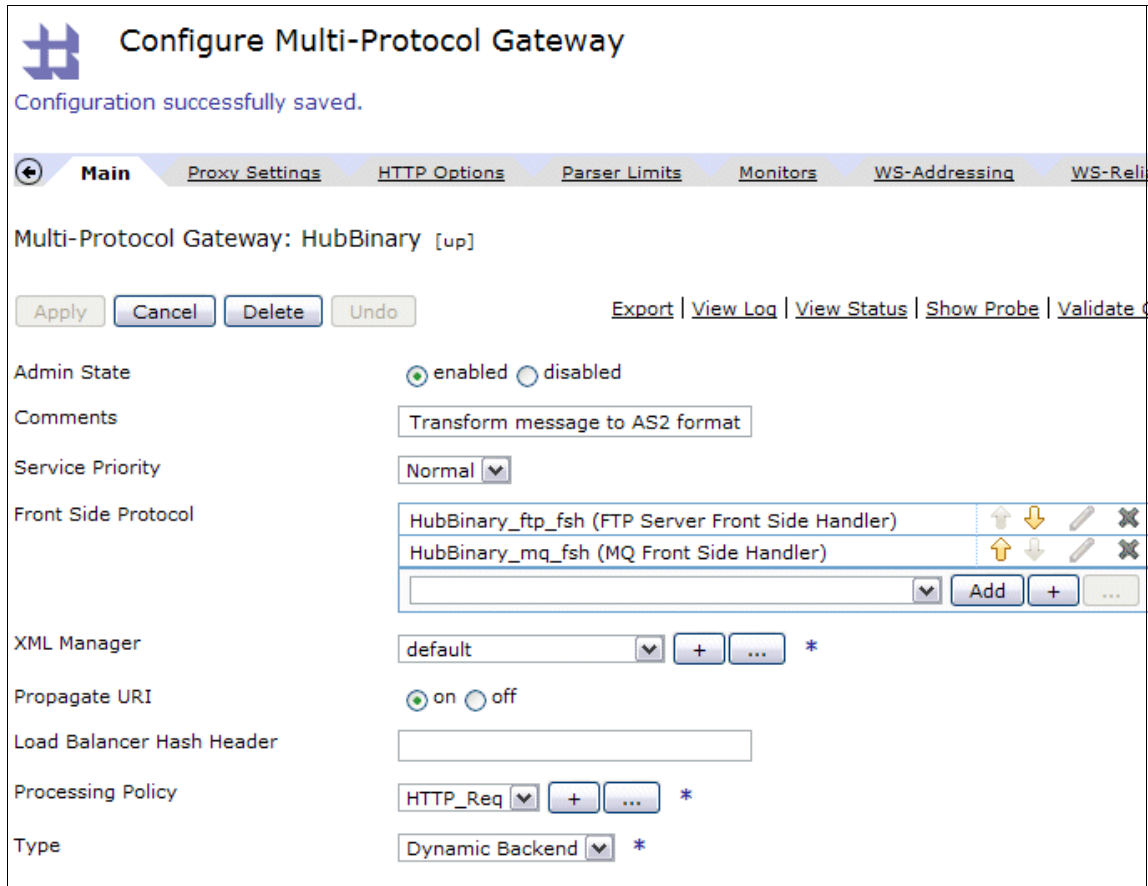 Configure Multi-Protocol Gateway
Configuration successfully saved.
Main Proxy Settings HTTP Options Parser Limits Monitors WS-Addressing WS-Reli
Multi-Protocol Gateway: HubBinary [up]
Apply Cancel Delete Undo Export | View Log | View Status | Show Probe | Validate
Admin State enabled disabled
Comments Transform message to AS2 format
Service Priority Normal
Front Side Protocol HubBinary_ftp_fsh (FTP Server Front Side Handler)
HubBinary_mq_fsh (MQ Front Side Handler)
Add + ...
XML Manager default + ... *
Propagate URI on off
Load Balancer Hash Header
Processing Policy HTTP_Req + ... *
Type Dynamic Backend *